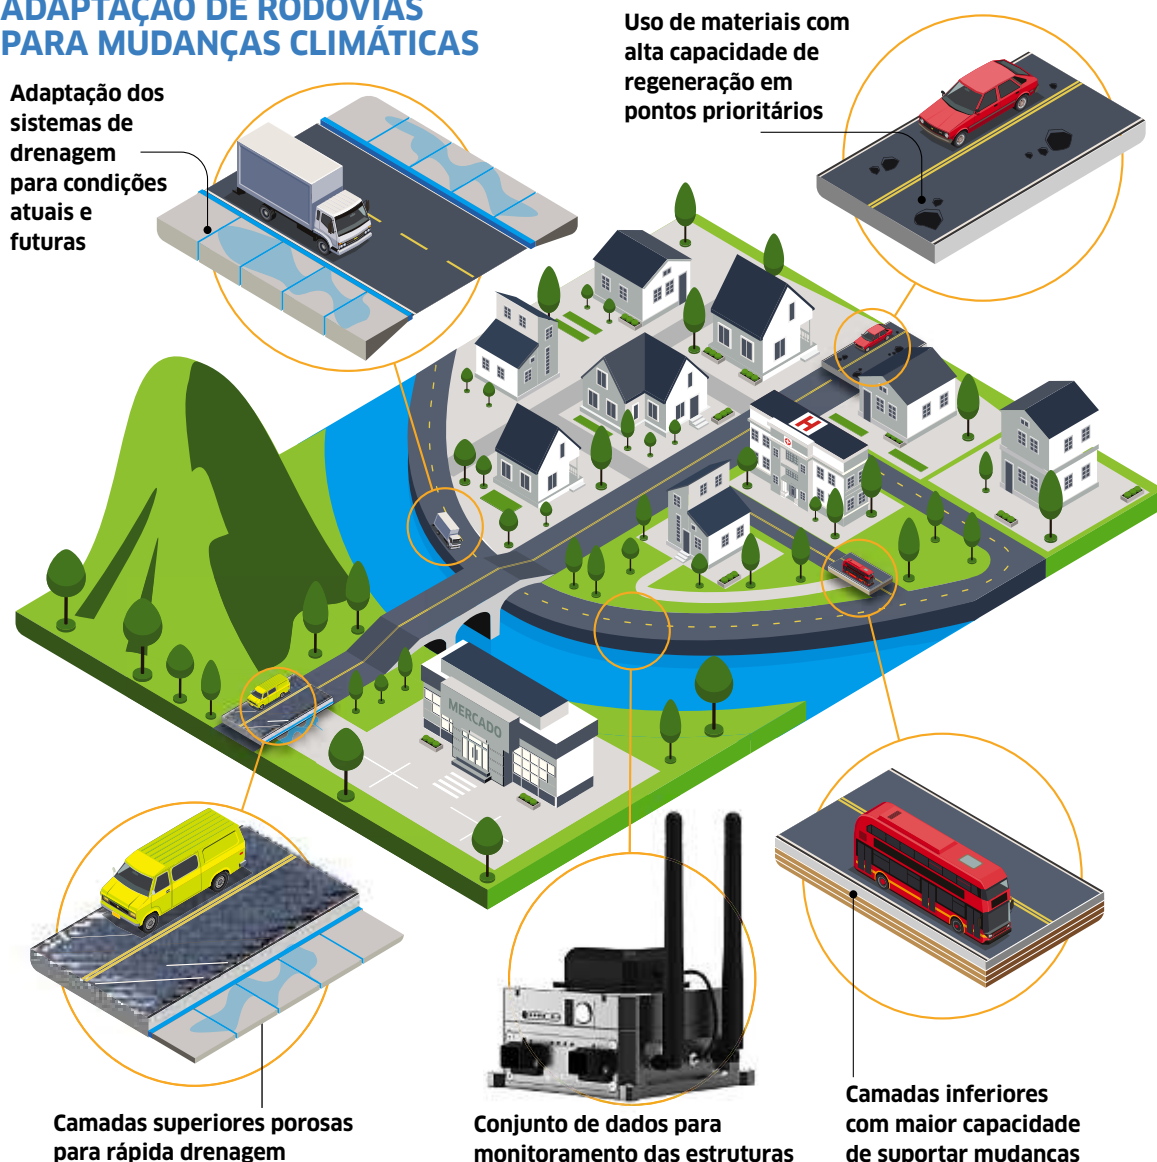 ADAPTAÇÃO DE RODOVIAS
PARA MUDANÇAS CLIMÁTICAS
Adaptação dos
sistemas de
drenagem
para condições
atuais e
futuras
Uso de materiais com
alta capacidade de
regeneração em
pontos prioritários
H
MERCADO
Camadas superiores porosas
para rápida drenagem
Conjunto de dados para
monitoramento das estruturas
Camadas inferiores
com maior capacidade
de suportar mudanças